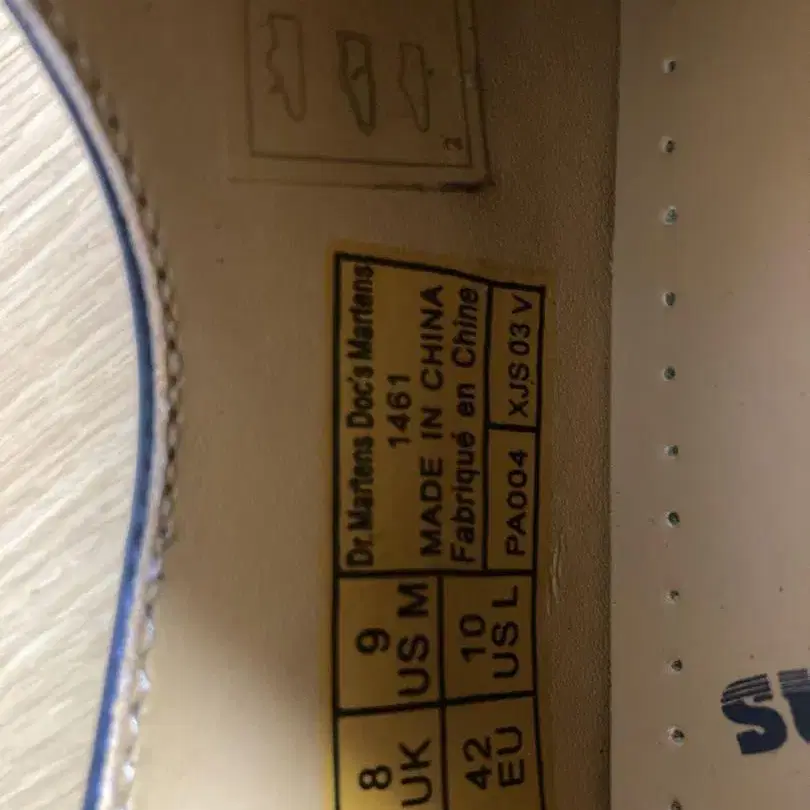 2
Dr. Martens Doc's Martens
1461
MADE IN CHINA
Fabriqué en Chine
PA004 XJS 03 V
9
US M
10
US L
8
UK
42
EU